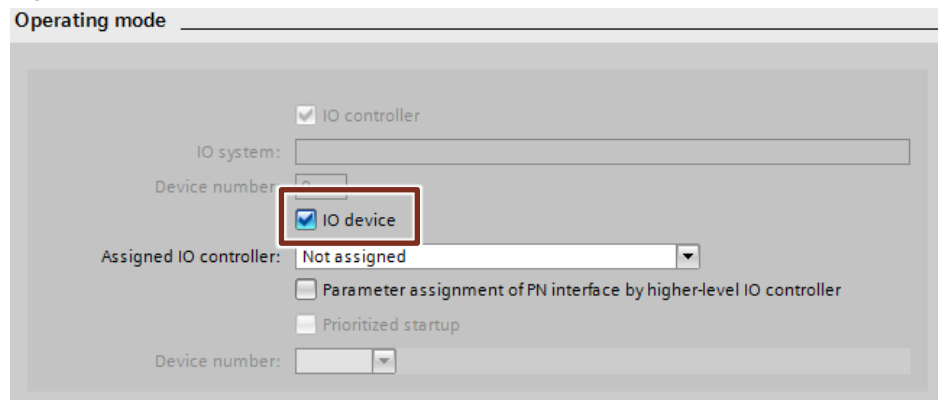 Operating mode
IO controller
IO system:
Device number
IO device
Assigned IO controller: Not assigned
Parameter assignment of PN interface by higher-level IO controller
Prioritized startup
Device number: